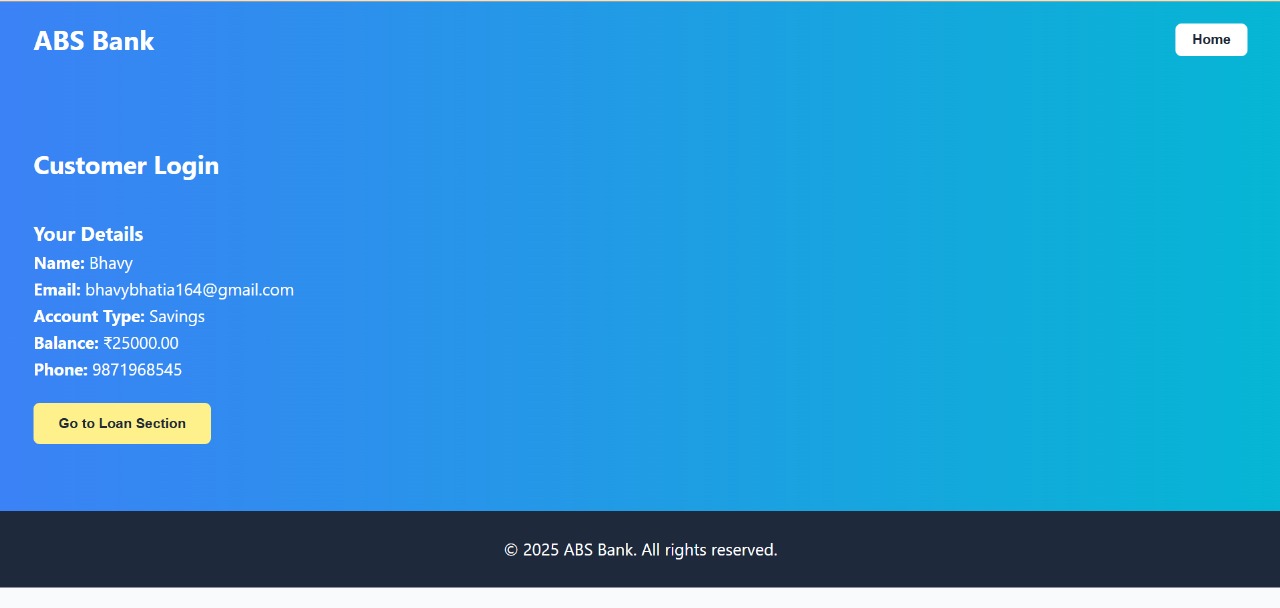 ABS Bank
Home
Customer Login
Your Details
Name: Bhavy
Email: bhavybhatia164@gmail.com
Account Type: Savings
Balance: ₹25000.00
Phone: 9871968545
Go to Loan Section
© 2025 ABS Bank. All rights reserved.